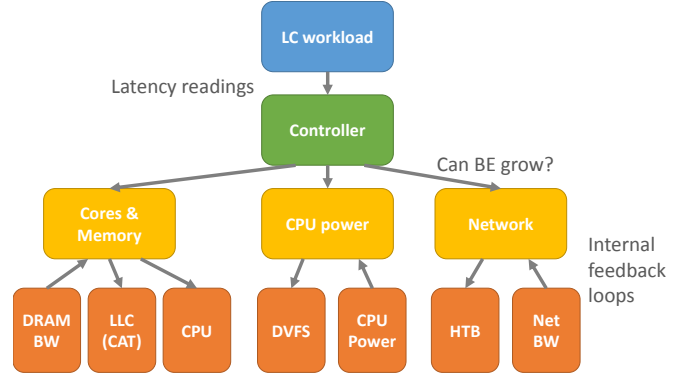 LC workload
Latency readings
Controller
Can BE grow?
Cores &
Memory
CPU power
Network
Internal
feedback
loops
DRAM
BW
LLC
(CAT)
CPU
DVFS
CPU
Power
HTB
Net
BW